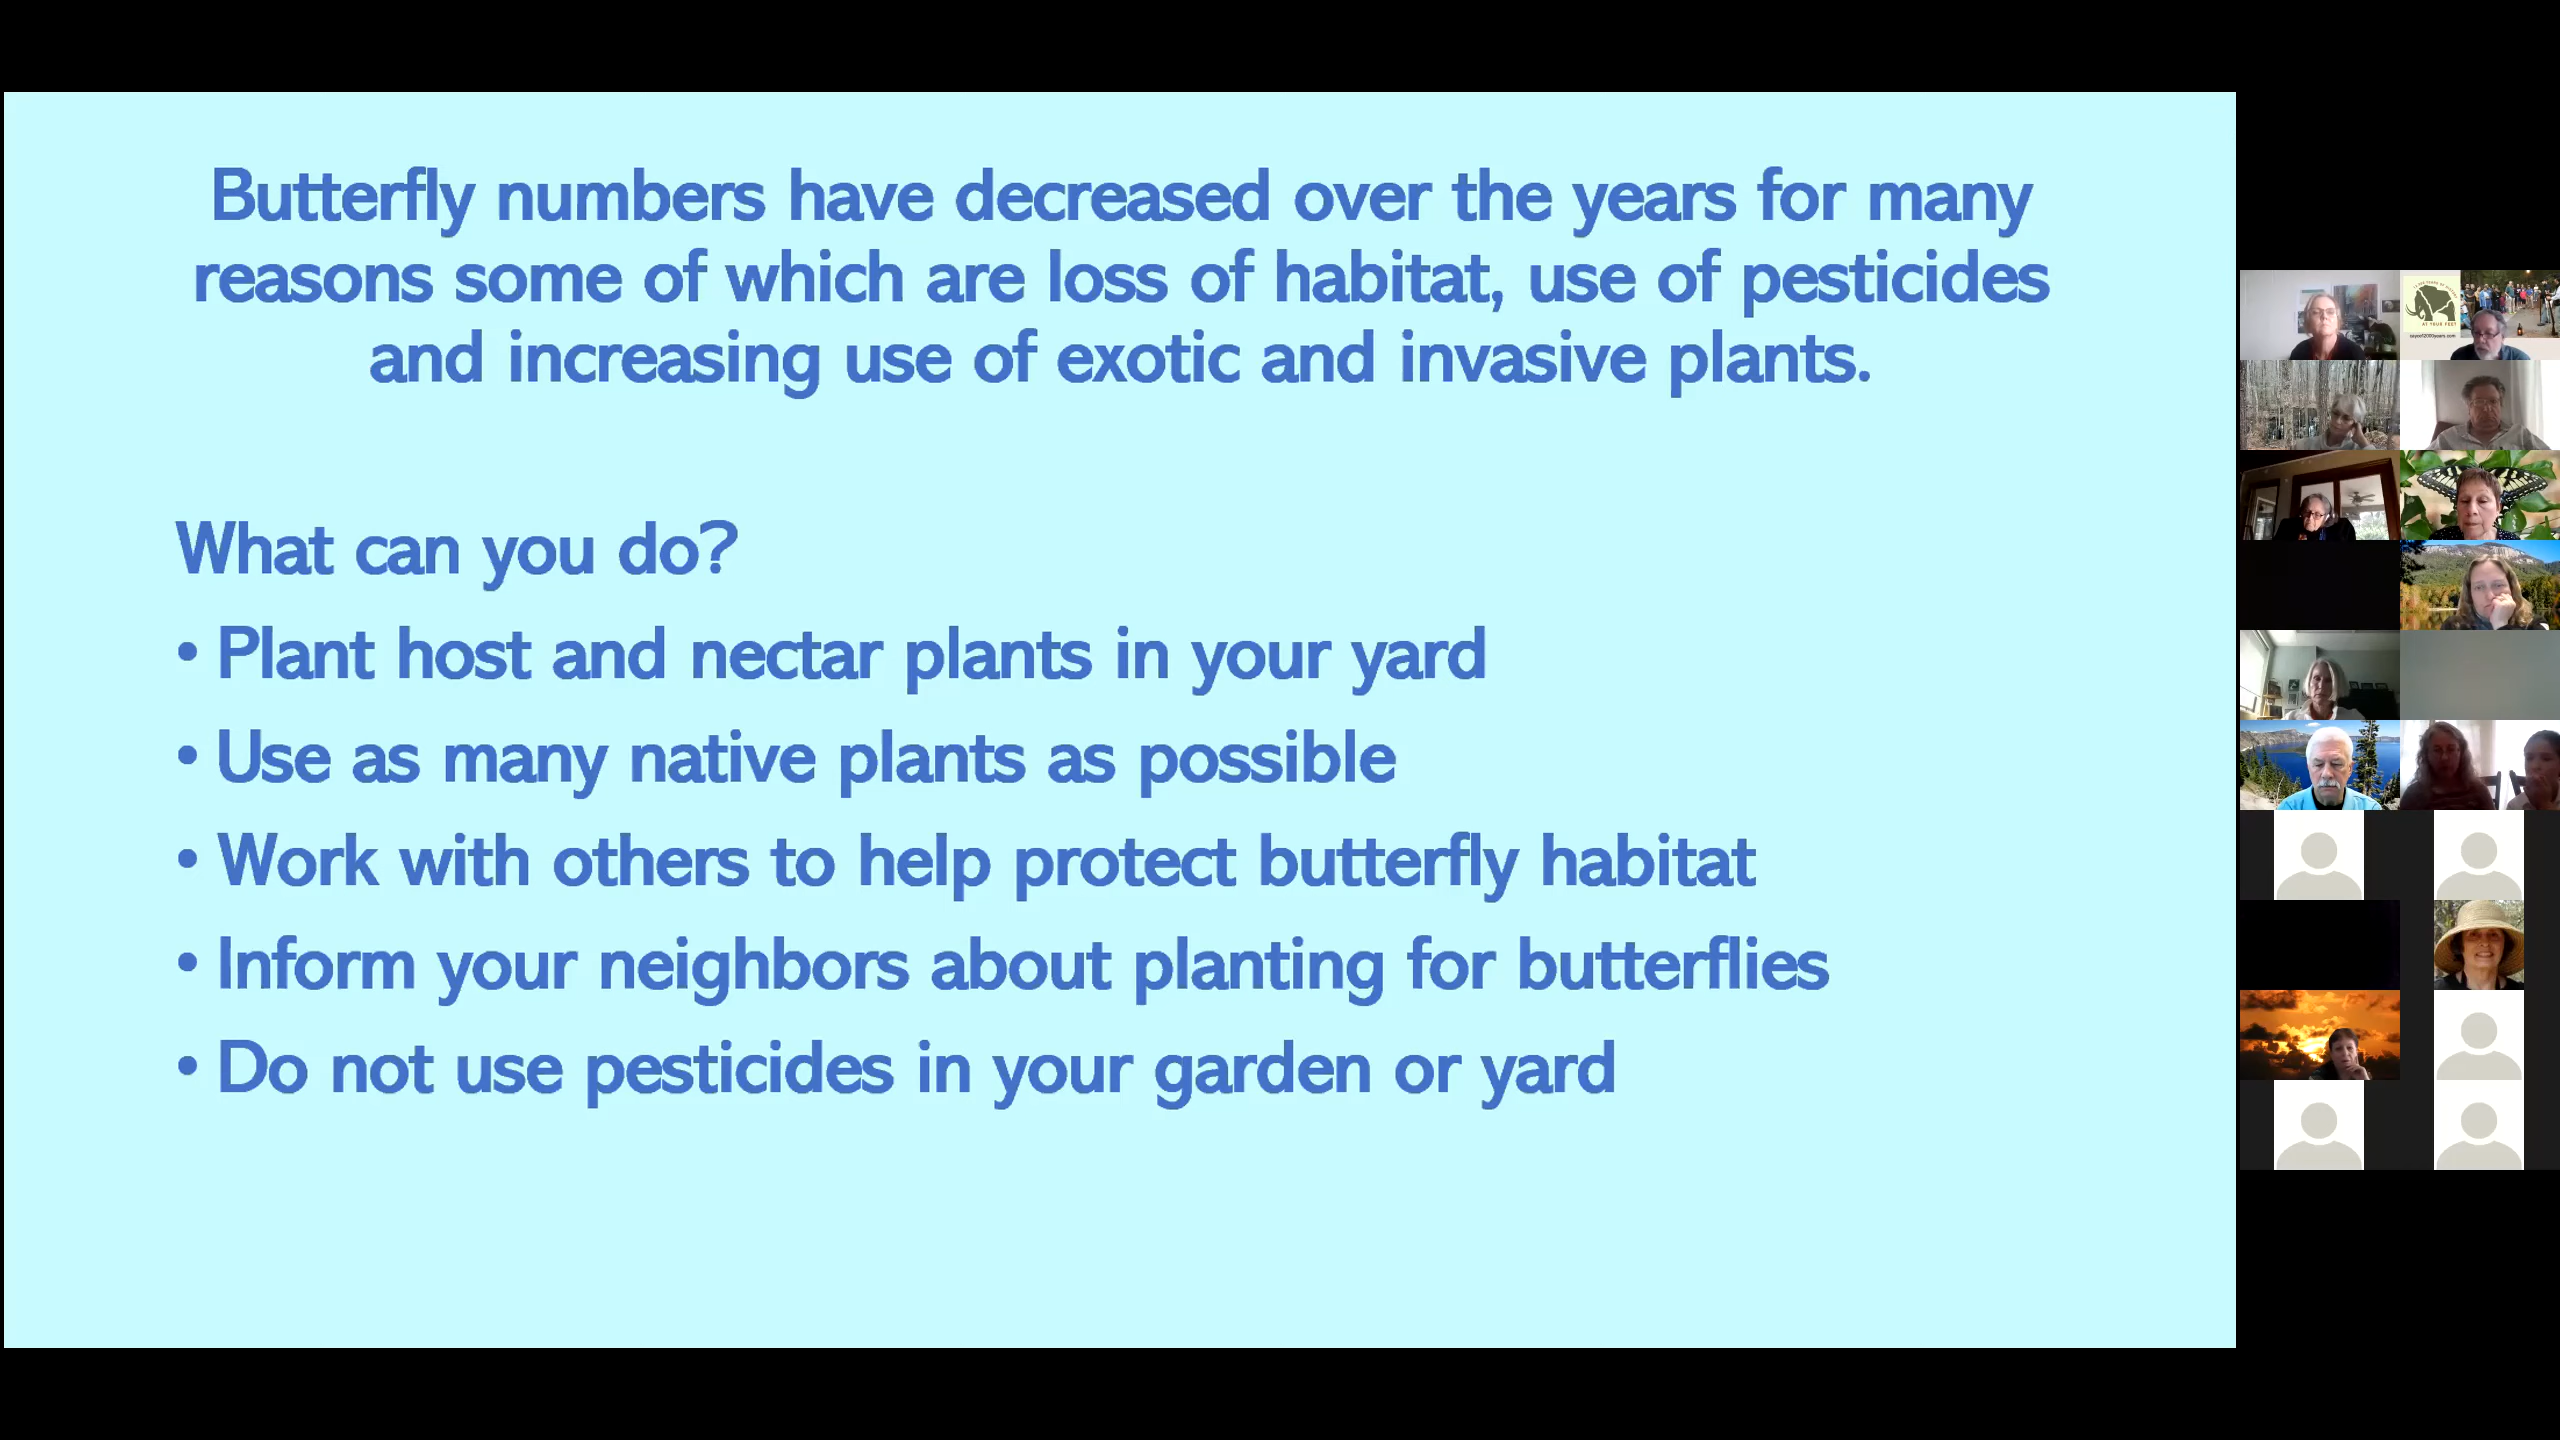 Butterfly numbers have decreased over the years for many
reasons some of which are loss of habitat, use of pesticides
and increasing use of exotic and invasive plants.
What can you do?
• Plant host and nectar plants in your yard
• Use as many native plants as possible
• Work with others to help protect butterfly habitat
• Inform your neighbors about planting for butterflies
• Do not use pesticides in your garden or yard
AT YOUR FEET